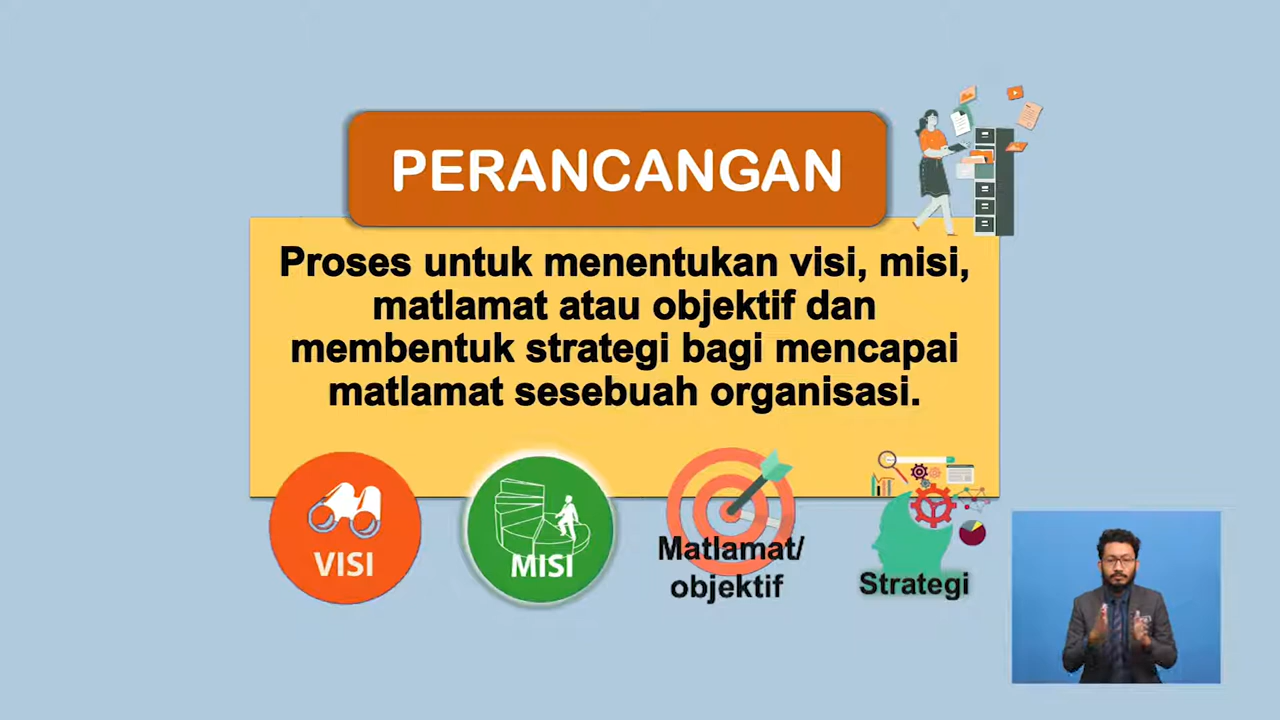 PERANCANGAN
Proses untuk menentukan visi, misi,
matlamat atau objektif dan
membentuk strategi bagi mencapai
matlamat sesebuah organisasi.
VISI
MISI
Matlamat/
objektif
Strategi